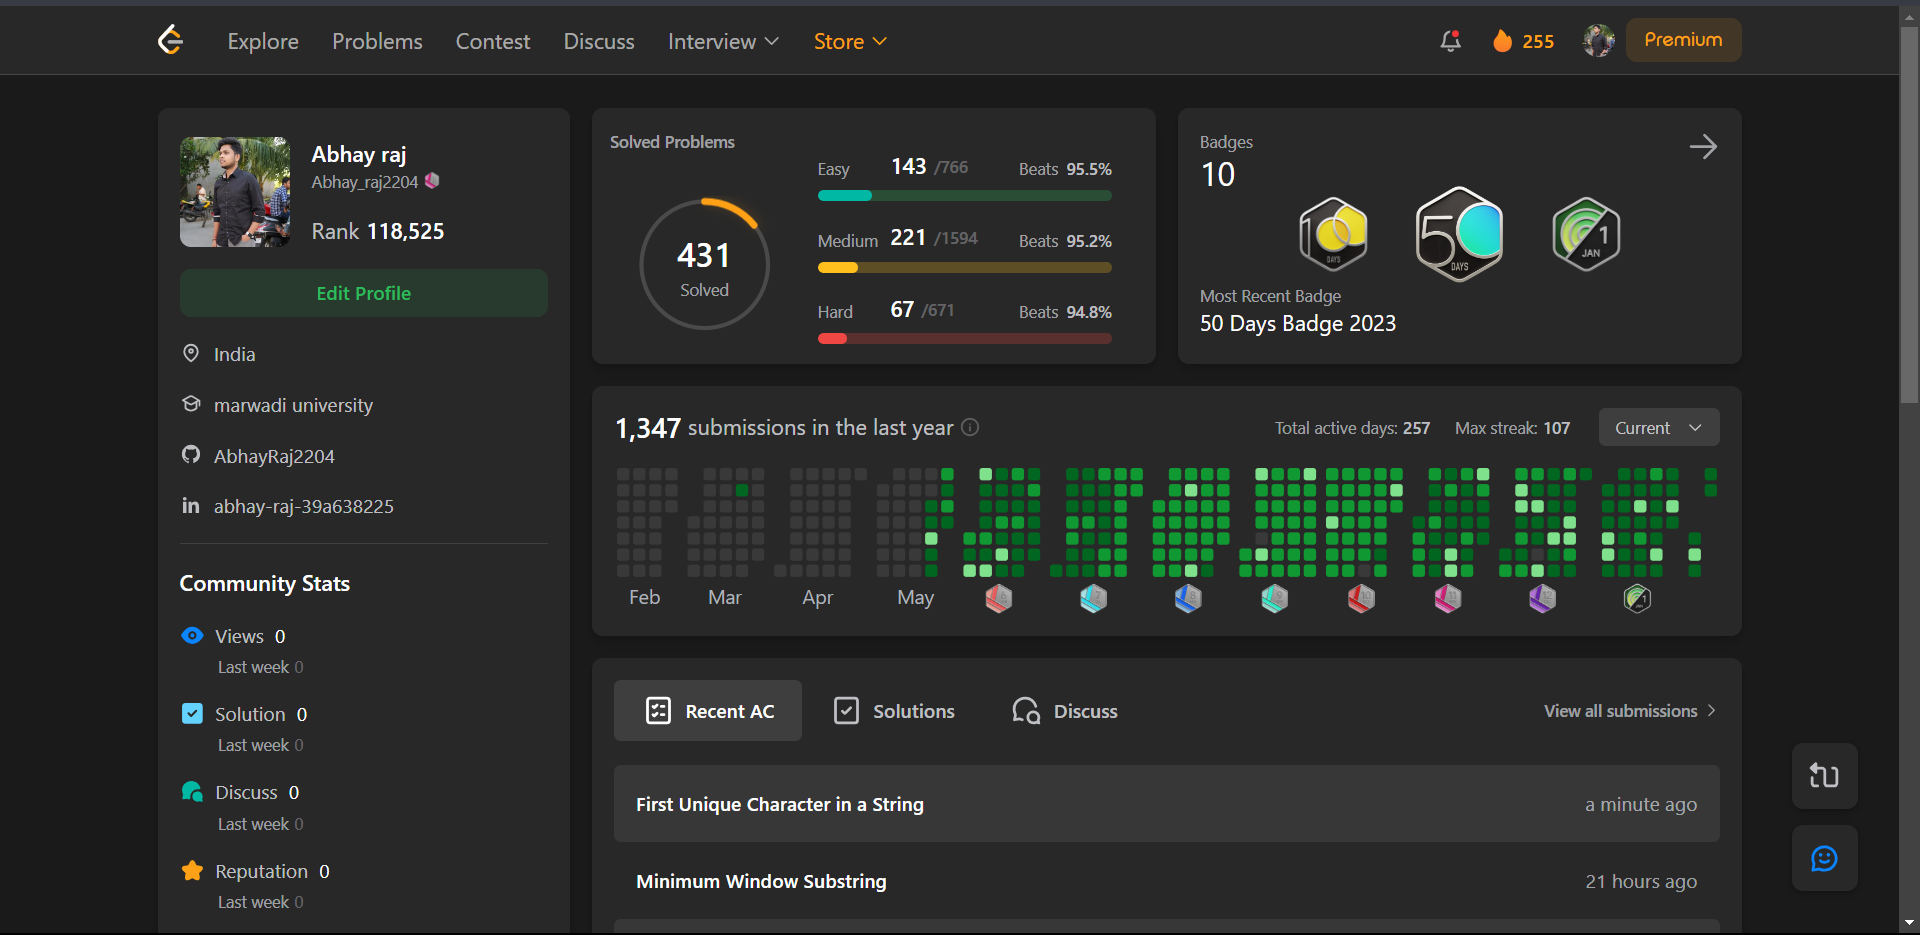 Explore Problems Contest Discuss Interview Store 255 Premium
Abhay raj
Abhay_raj2204
Rank 118,525
Edit Profile
India
marwadi university
AbhayRaj2204
abhay-raj-39a638225
Community Stats
Views 0
Last week 0
Solution 0
Last week 0
Discuss 0
Last week 0
Reputation 0
Last week 0
Solved Problems
431
Solved
Easy 143 /766 Beats 95.5%
Medium 221 /1594 Beats 95.2%
Hard 67 /671 Beats 94.8%
Badges
10
100 DAYS
50 DAYS
1 JAN
Most Recent Badge
50 Days Badge 2023
1,347 submissions in the last year
Total active days: 257 Max streak: 107 Current
Feb Mar Apr May
Recent AC Solutions Discuss View all submissions
First Unique Character in a String a minute ago
Minimum Window Substring 21 hours ago